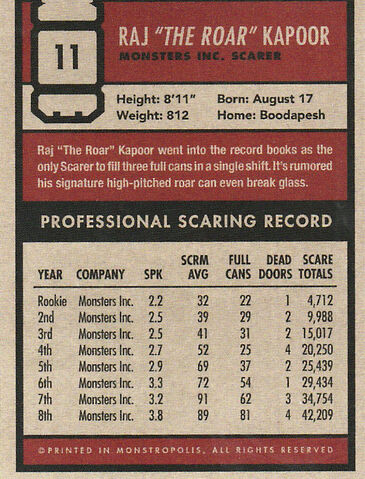 11
RAJ "THE ROAR" KAPOOR
MONSTERS INC. SCARER
Height: 8'11" Born: August 17
Weight: 812 Home: Boodapesh
Raj "The Roar" Kapoor went into the record books as the
only Scarer to fill three full cans in a single shift. It's rumored
his signature high-pitched roar can even break glass.
PROFESSIONAL SCARING RECORD
SCRM FULL DEAD SCARE
YEAR COMPANY SPK AVG CANS DOORS TOTALS
Rookie Monsters Inc. 2.2 32 22 1 4,712
2nd Monsters Inc. 2.5 39 29 2 9,988
3rd Monsters Inc. 2.5 41 31 2 15,017
4th Monsters Inc. 2.7 52 25 4 20,250
5th Monsters Inc. 2.9 69 37 2 25,439
6th Monsters Inc. 3.3 72 54 1 29,434
7th Monsters Inc. 3.2 91 62 3 34,754
8th Monsters Inc. 3.8 89 81 4 42,209
©PRINTED IN MONSTROPOLIS, ALL RIGHTS RESERVED